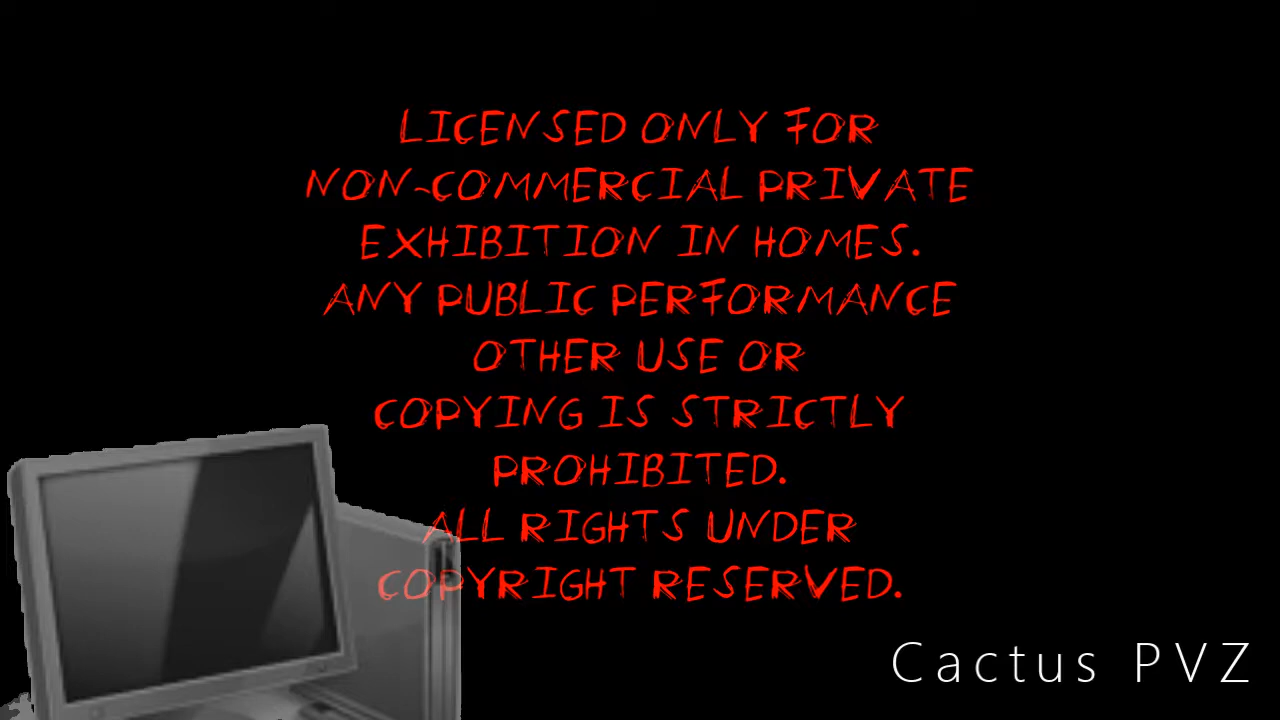 LICENSED ONLY FOR
NON-COMMERCIAL PRIVATE
EXHIBITION IN HOMES.
ANY PUBLIC PERFORMANCE
OTHER USE OR
COPYING IS STRICTLY
PROHIBITED.
ALL RIGHTS UNDER
COPYRIGHT RESERVED.
Cactus PVZ